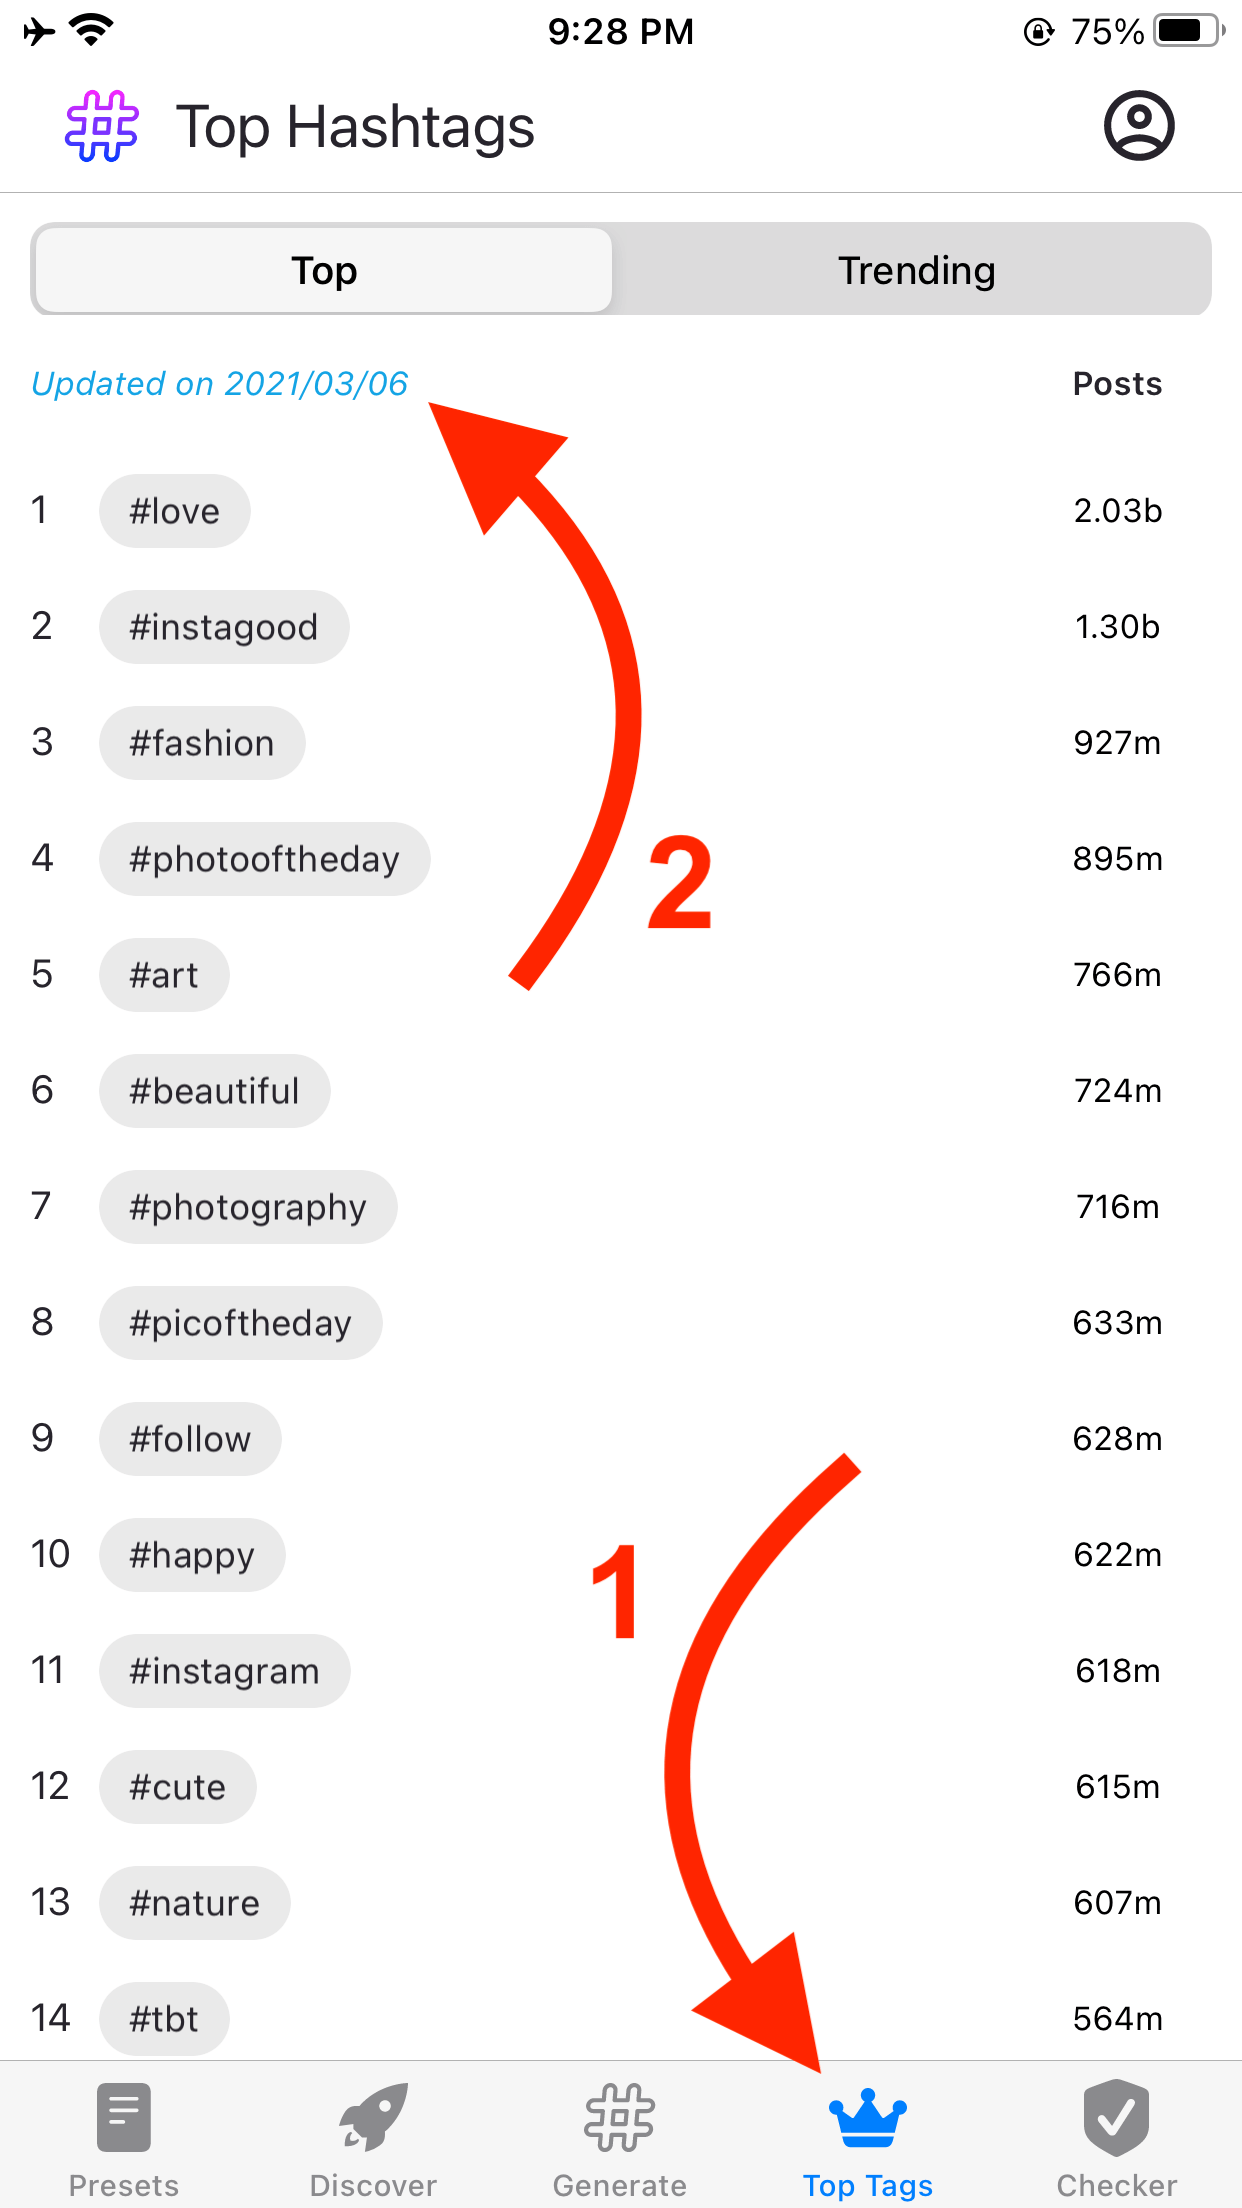 9:28 PM 75%
Top Hashtags
Top Trending
Updated on 2021/03/06 Posts
1 #love 2.03b
2 #instagood 1.30b
3 #fashion 927m
4 #photooftheday 895m
2
5 #art 766m
6 #beautiful 724m
7 #photography 716m
8 #picoftheday 633m
9 #follow 628m
10 #happy 622m
1
11 #instagram 618m
12 #cute 615m
13 #nature 607m
14 #tbt 564m
Presets Discover Generate Top Tags Checker